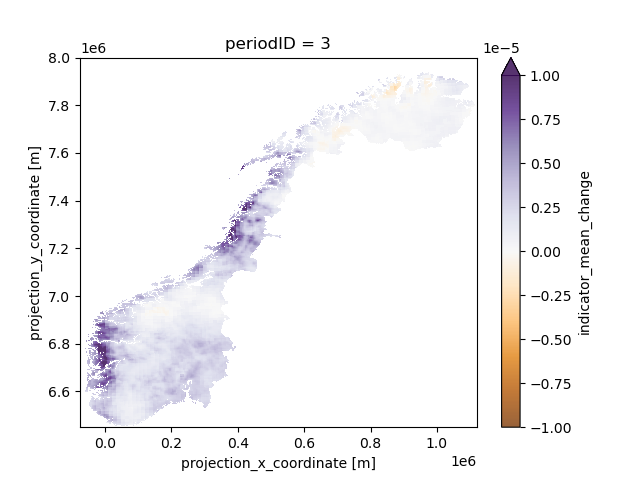 periodID = 3
1e6
8.0
7.8
7.6
7.4
7.2
7.0
6.8
6.6
projection_y_coordinate [m]
0.0 0.2 0.4 0.6 0.8 1.0
1e6
projection_x_coordinate [m]
1e−5
1.00
0.75
0.50
0.25
0.00
−0.25
−0.50
−0.75
−1.00
indicator_mean_change